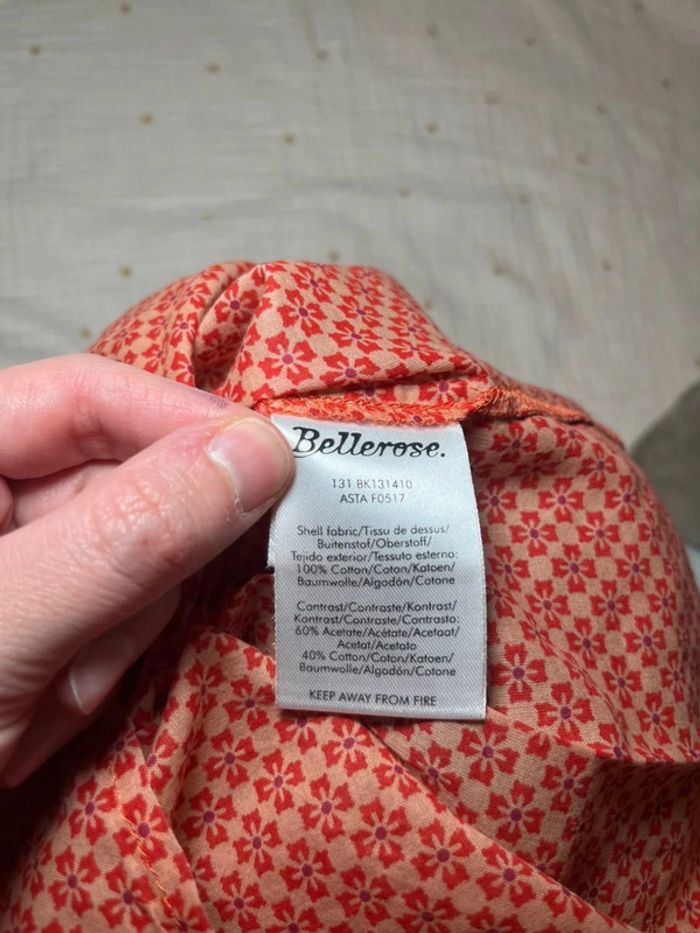 Bellerose.
131 BK131410
ASTA F0517
Shell fabric/Tissu de dessus/
Buitenstof/Oberstoff/
Tejido exterior/Tessuto esterno:
100% Cotton/Coton/Katoen/
Baumwolle/Algodón/Cotone
Contrast/Contraste/Kontrast/
Kontrast/Contraste/Contrasto:
60% Acetate/Acétate/Acetaat/
Acetat/Acetato
40% Cotton/Coton/Katoen/
Baumwolle/Algodón/Cotone
KEEP AWAY FROM FIRE